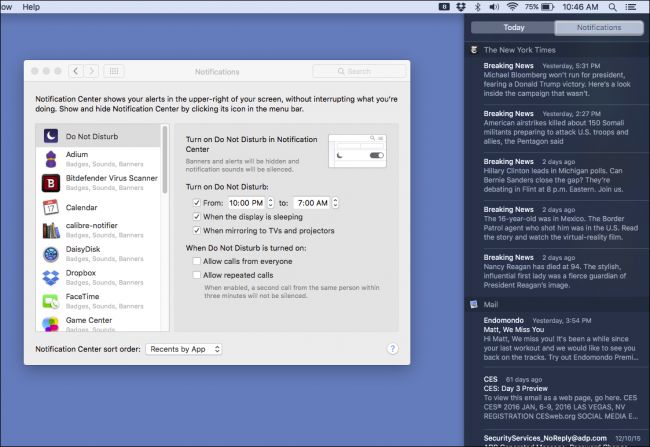 ow Help
8 75% 10:46 AM
Notifications
Search
Notification Center shows your alerts in the upper-right of your screen, without interrupting what you're
doing. Show and hide Notification Center by clicking its icon in the menu bar.
Do Not Disturb
Adium
Badges, Sounds, Banners
Bitdefender Virus Scanner
Badges, Sounds, Banners
17
Calendar
calibre-notifier
Badges, Sounds, Banners
DaisyDisk
Badges, Sounds, Banners
Dropbox
Badges, Sounds, Banners
FaceTime
Badges, Sounds, Banners
Game Center
Badges, Sounds, Banners
Turn on Do Not Disturb in Notification
Center
Banners and alerts will be hidden and
notification sounds will be silenced.
Turn on Do Not Disturb:
From: 10:00 PM to: 7:00 AM
When the display is sleeping
When mirroring to TVs and projectors
When Do Not Disturb is turned on:
Allow calls from everyone
Allow repeated calls
When enabled, a second call from the same person within
three minutes will not be silenced.
Notification Center sort order: Recents by App
?
Today Notifications
The New York Times
Breaking News Yesterday, 5:31 PM
Michael Bloomberg won't run for president,
fearing a Donald Trump victory. Here's a look
inside the campaign that wasn't.
Breaking News Yesterday, 2:27 PM
American airstrikes killed about 150 Somali
militants preparing to attack U.S. troops and
allies, the Pentagon said
Breaking News 2 days ago
Hillary Clinton leads in Michigan polls. Can
Bernie Sanders close the gap? They're
debating in Flint at 8 p.m. Eastern. Join us.
Breaking News 2 days ago
The 16-year-old was in Mexico. The Border
Patrol agent who shot him was in the U.S. Read
the story and watch the virtual-reality film.
Breaking News 2 days ago
Nancy Reagan has died at 94. The stylish,
influential first lady was a fierce guardian of
President Reagan's image.
Mail
Endomondo Yesterday, 3:54 PM
Matt, We Miss You
Hi Matt, We miss you! It's been a while since
your last workout and we would like to see you
back on the tracks. Try out Endomondo Premi...
CES 61 days ago
CES: 3 Day Preview
To view this email as a web page, go here. CES
CES® 2016 JAN, 6-9, 2016 LAS VEGAS, NV
REGISTRATION CESweb.org SOCIAL MEDIA E...
SecurityServices_NoReply@adp.com 12/10/15